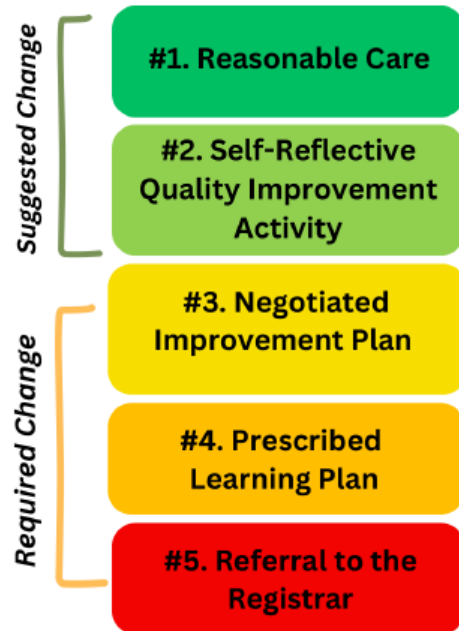 Suggested Change
#1. Reasonable Care
#2. Self-Reflective
Quality Improvement
Activity
Required Change
#3. Negotiated
Improvement Plan
#4. Prescribed
Learning Plan
#5. Referral to the
Registrar